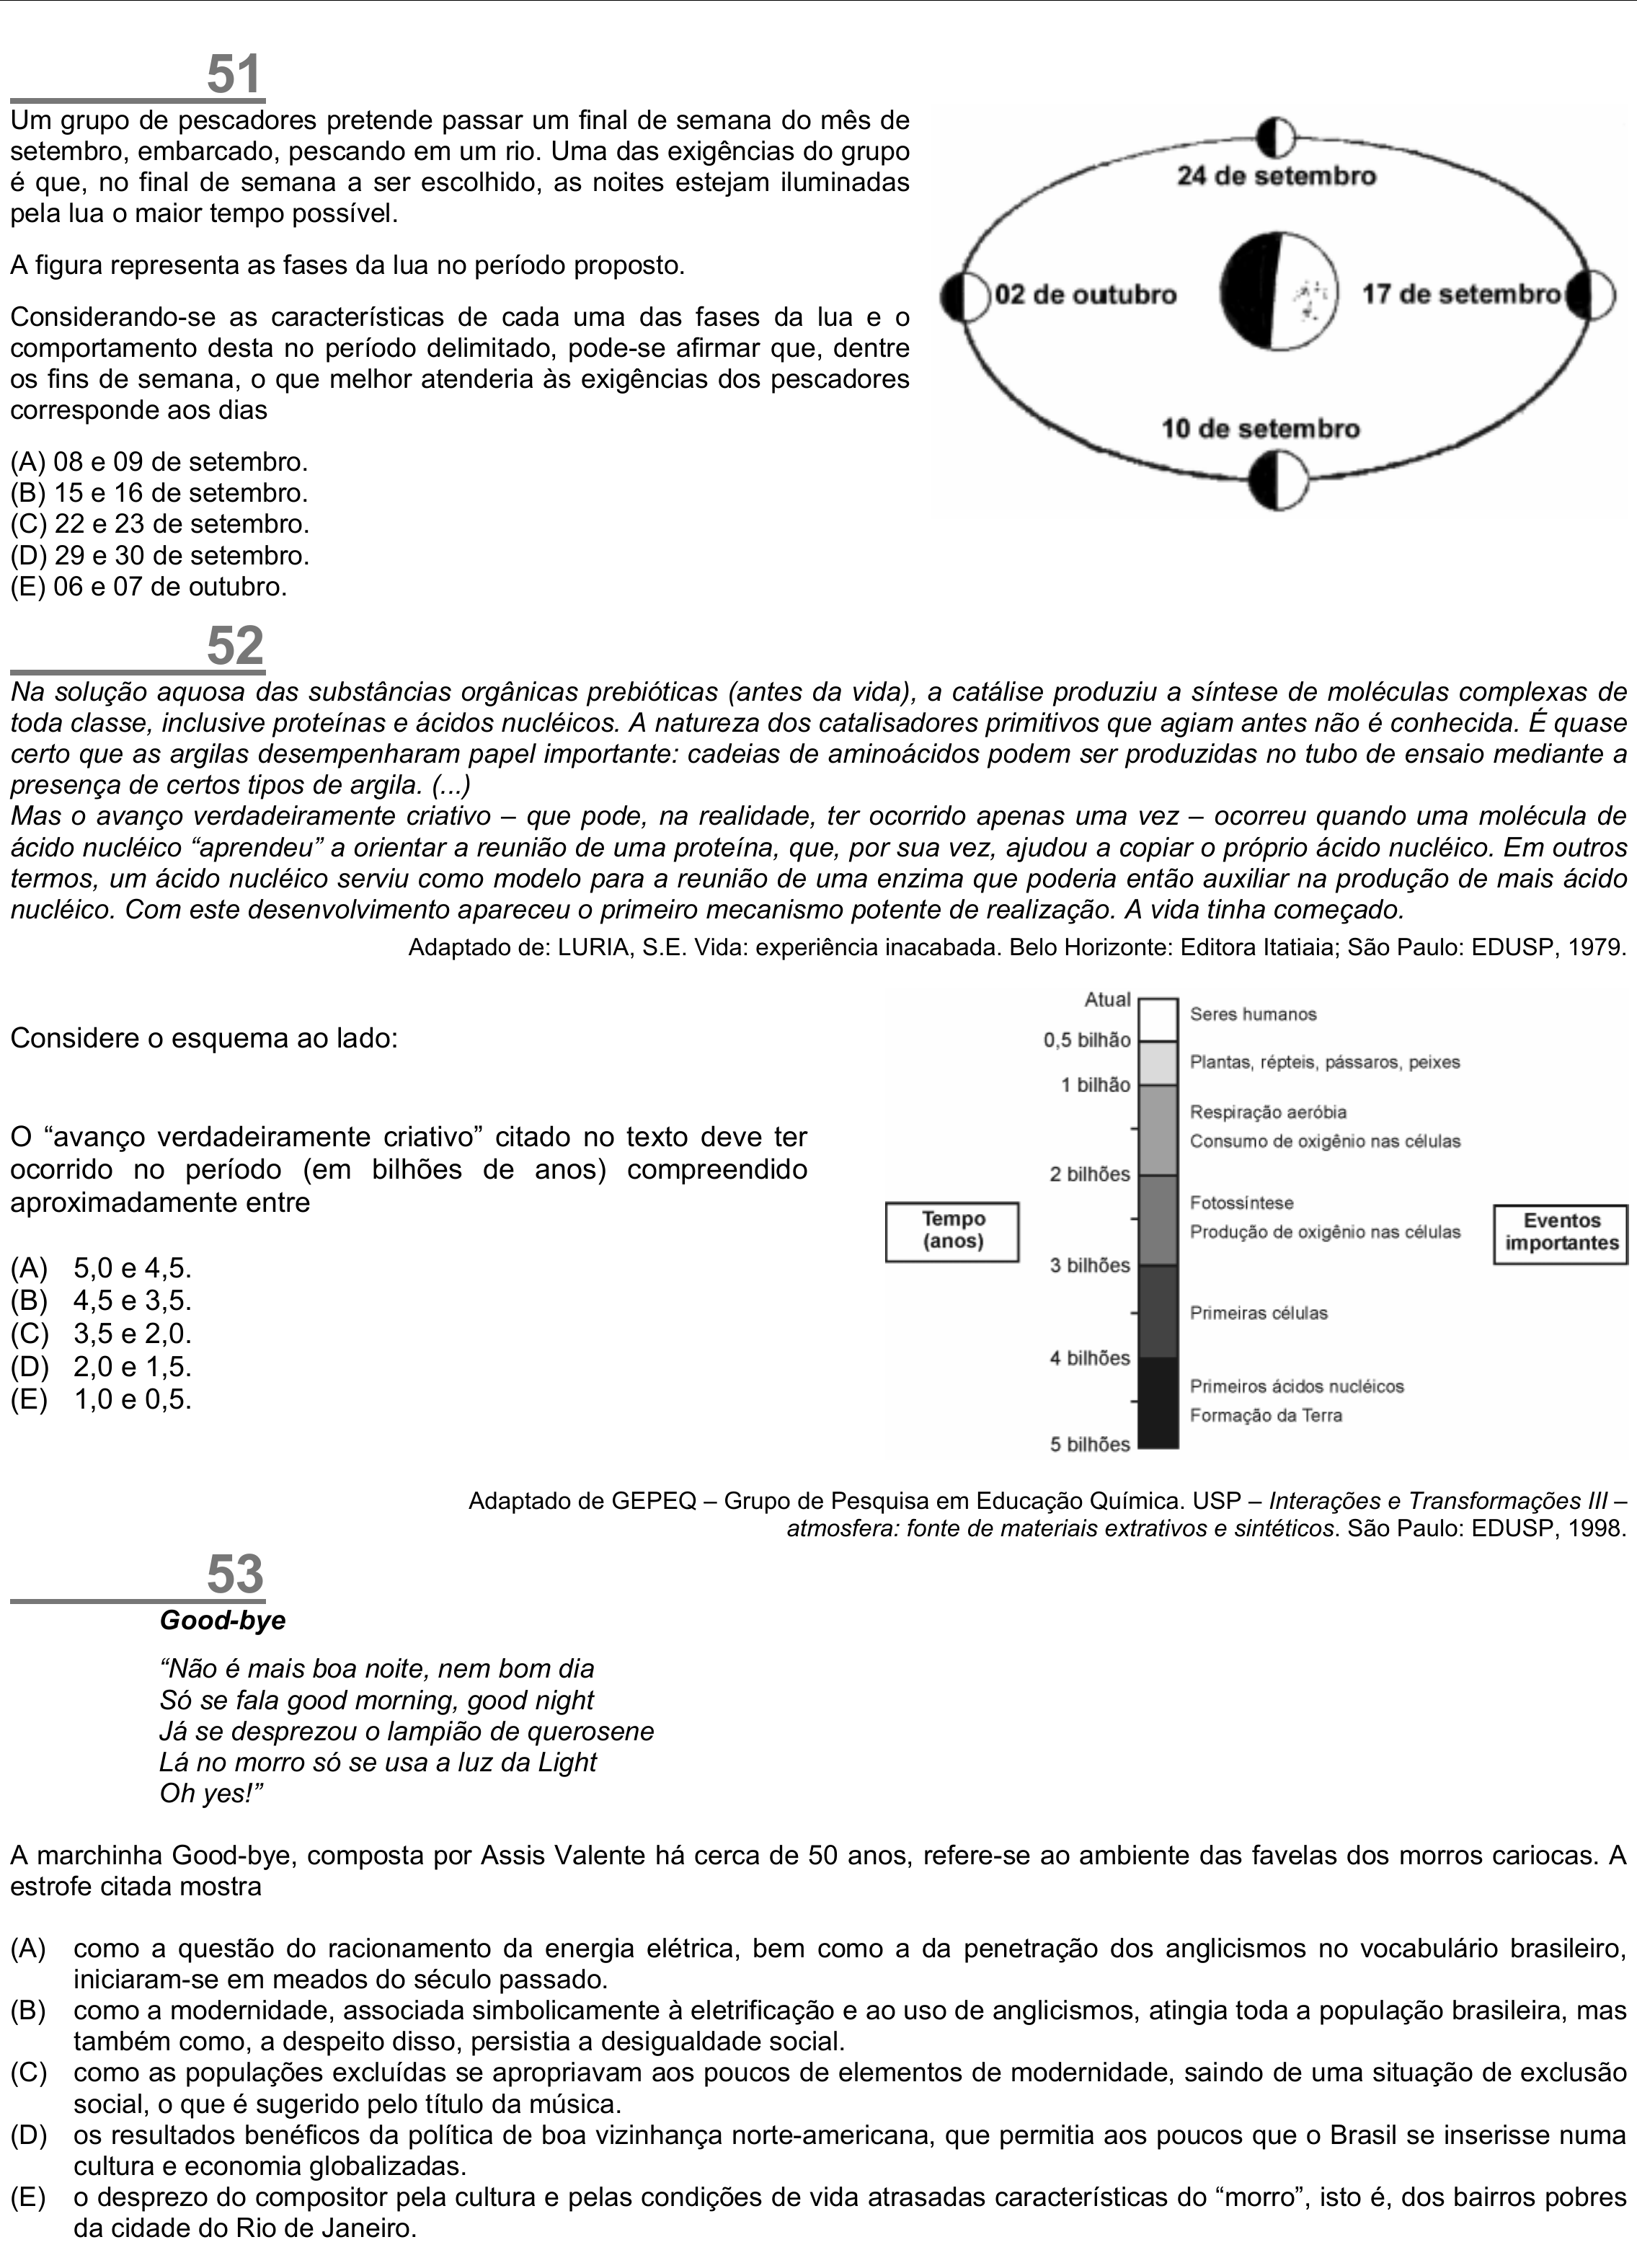 51
Um grupo de pescadores pretende passar um final de semana do mês de
setembro, embarcado, pescando em um rio. Uma das exigências do grupo
é que, no final de semana a ser escolhido, as noites estejam iluminadas
pela lua o maior tempo possível.
A figura representa as fases da lua no período proposto.
Considerando-se as características de cada uma das fases da lua e o
comportamento desta no período delimitado, pode-se afirmar que, dentre
os fins de semana, o que melhor atenderia às exigências dos pescadores
corresponde aos dias
(A) 08 e 09 de setembro.
(B) 15 e 16 de setembro.
(C) 22 e 23 de setembro.
(D) 29 e 30 de setembro.
(E) 06 e 07 de outubro.
24 de setembro
02 de outubro
17 de setembro
10 de setembro
52
Na solução aquosa das substâncias orgânicas prebióticas (antes da vida), a catálise produziu a síntese de moléculas complexas de
toda classe, inclusive proteínas e ácidos nucléicos. A natureza dos catalisadores primitivos que agiam antes não é conhecida. É quase
certo que as argilas desempenharam papel importante: cadeias de aminoácidos podem ser produzidas no tubo de ensaio mediante a
presença de certos tipos de argila. (...)
Mas o avanço verdadeiramente criativo – que pode, na realidade, ter ocorrido apenas uma vez – ocorreu quando uma molécula de
ácido nucléico “aprendeu” a orientar a reunião de uma proteína, que, por sua vez, ajudou a copiar o próprio ácido nucléico. Em outros
termos, um ácido nucléico serviu como modelo para a reunião de uma enzima que poderia então auxiliar na produção de mais ácido
nucléico. Com este desenvolvimento apareceu o primeiro mecanismo potente de realização. A vida tinha começado.
Adaptado de: LURIA, S.E. Vida: experiência inacabada. Belo Horizonte: Editora Itatiaia; São Paulo: EDUSP, 1979.
Considere o esquema ao lado:
O “avanço verdadeiramente criativo” citado no texto deve ter
ocorrido no período (em bilhões de anos) compreendido
aproximadamente entre
(A) 5,0 e 4,5.
(B) 4,5 e 3,5.
(C) 3,5 e 2,0.
(D) 2,0 e 1,5.
(E) 1,0 e 0,5.
Atual
Seres humanos
0,5 bilhão
Plantas, répteis, pássaros, peixes
1 bilhão
Respiração aeróbia
Consumo de oxigênio nas células
2 bilhões
Fotossíntese
Produção de oxigênio nas células
Tempo
(anos)
Eventos
importantes
3 bilhões
Primeiras células
4 bilhões
Primeiros ácidos nucléicos
Formação da Terra
5 bilhões
Adaptado de GEPEQ – Grupo de Pesquisa em Educação Química. USP – Interações e Transformações III –
atmosfera: fonte de materiais extrativos e sintéticos. São Paulo: EDUSP, 1998.
53
Good-bye
“Não é mais boa noite, nem bom dia
Só se fala good morning, good night
Já se desprezou o lampião de querosene
Lá no morro só se usa a luz da Light
Oh yes!”
A marchinha Good-bye, composta por Assis Valente há cerca de 50 anos, refere-se ao ambiente das favelas dos morros cariocas. A
estrofe citada mostra
(A) como a questão do racionamento da energia elétrica, bem como a da penetração dos anglicismos no vocabulário brasileiro,
iniciaram-se em meados do século passado.
(B) como a modernidade, associada simbolicamente à eletrificação e ao uso de anglicismos, atingia toda a população brasileira, mas
também como, a despeito disso, persistia a desigualdade social.
(C) como as populações excluídas se apropriavam aos poucos de elementos de modernidade, saindo de uma situação de exclusão
social, o que é sugerido pelo título da música.
(D) os resultados benéficos da política de boa vizinhança norte-americana, que permitia aos poucos que o Brasil se inserisse numa
cultura e economia globalizadas.
(E) o desprezo do compositor pela cultura e pelas condições de vida atrasadas características do “morro”, isto é, dos bairros pobres
da cidade do Rio de Janeiro.